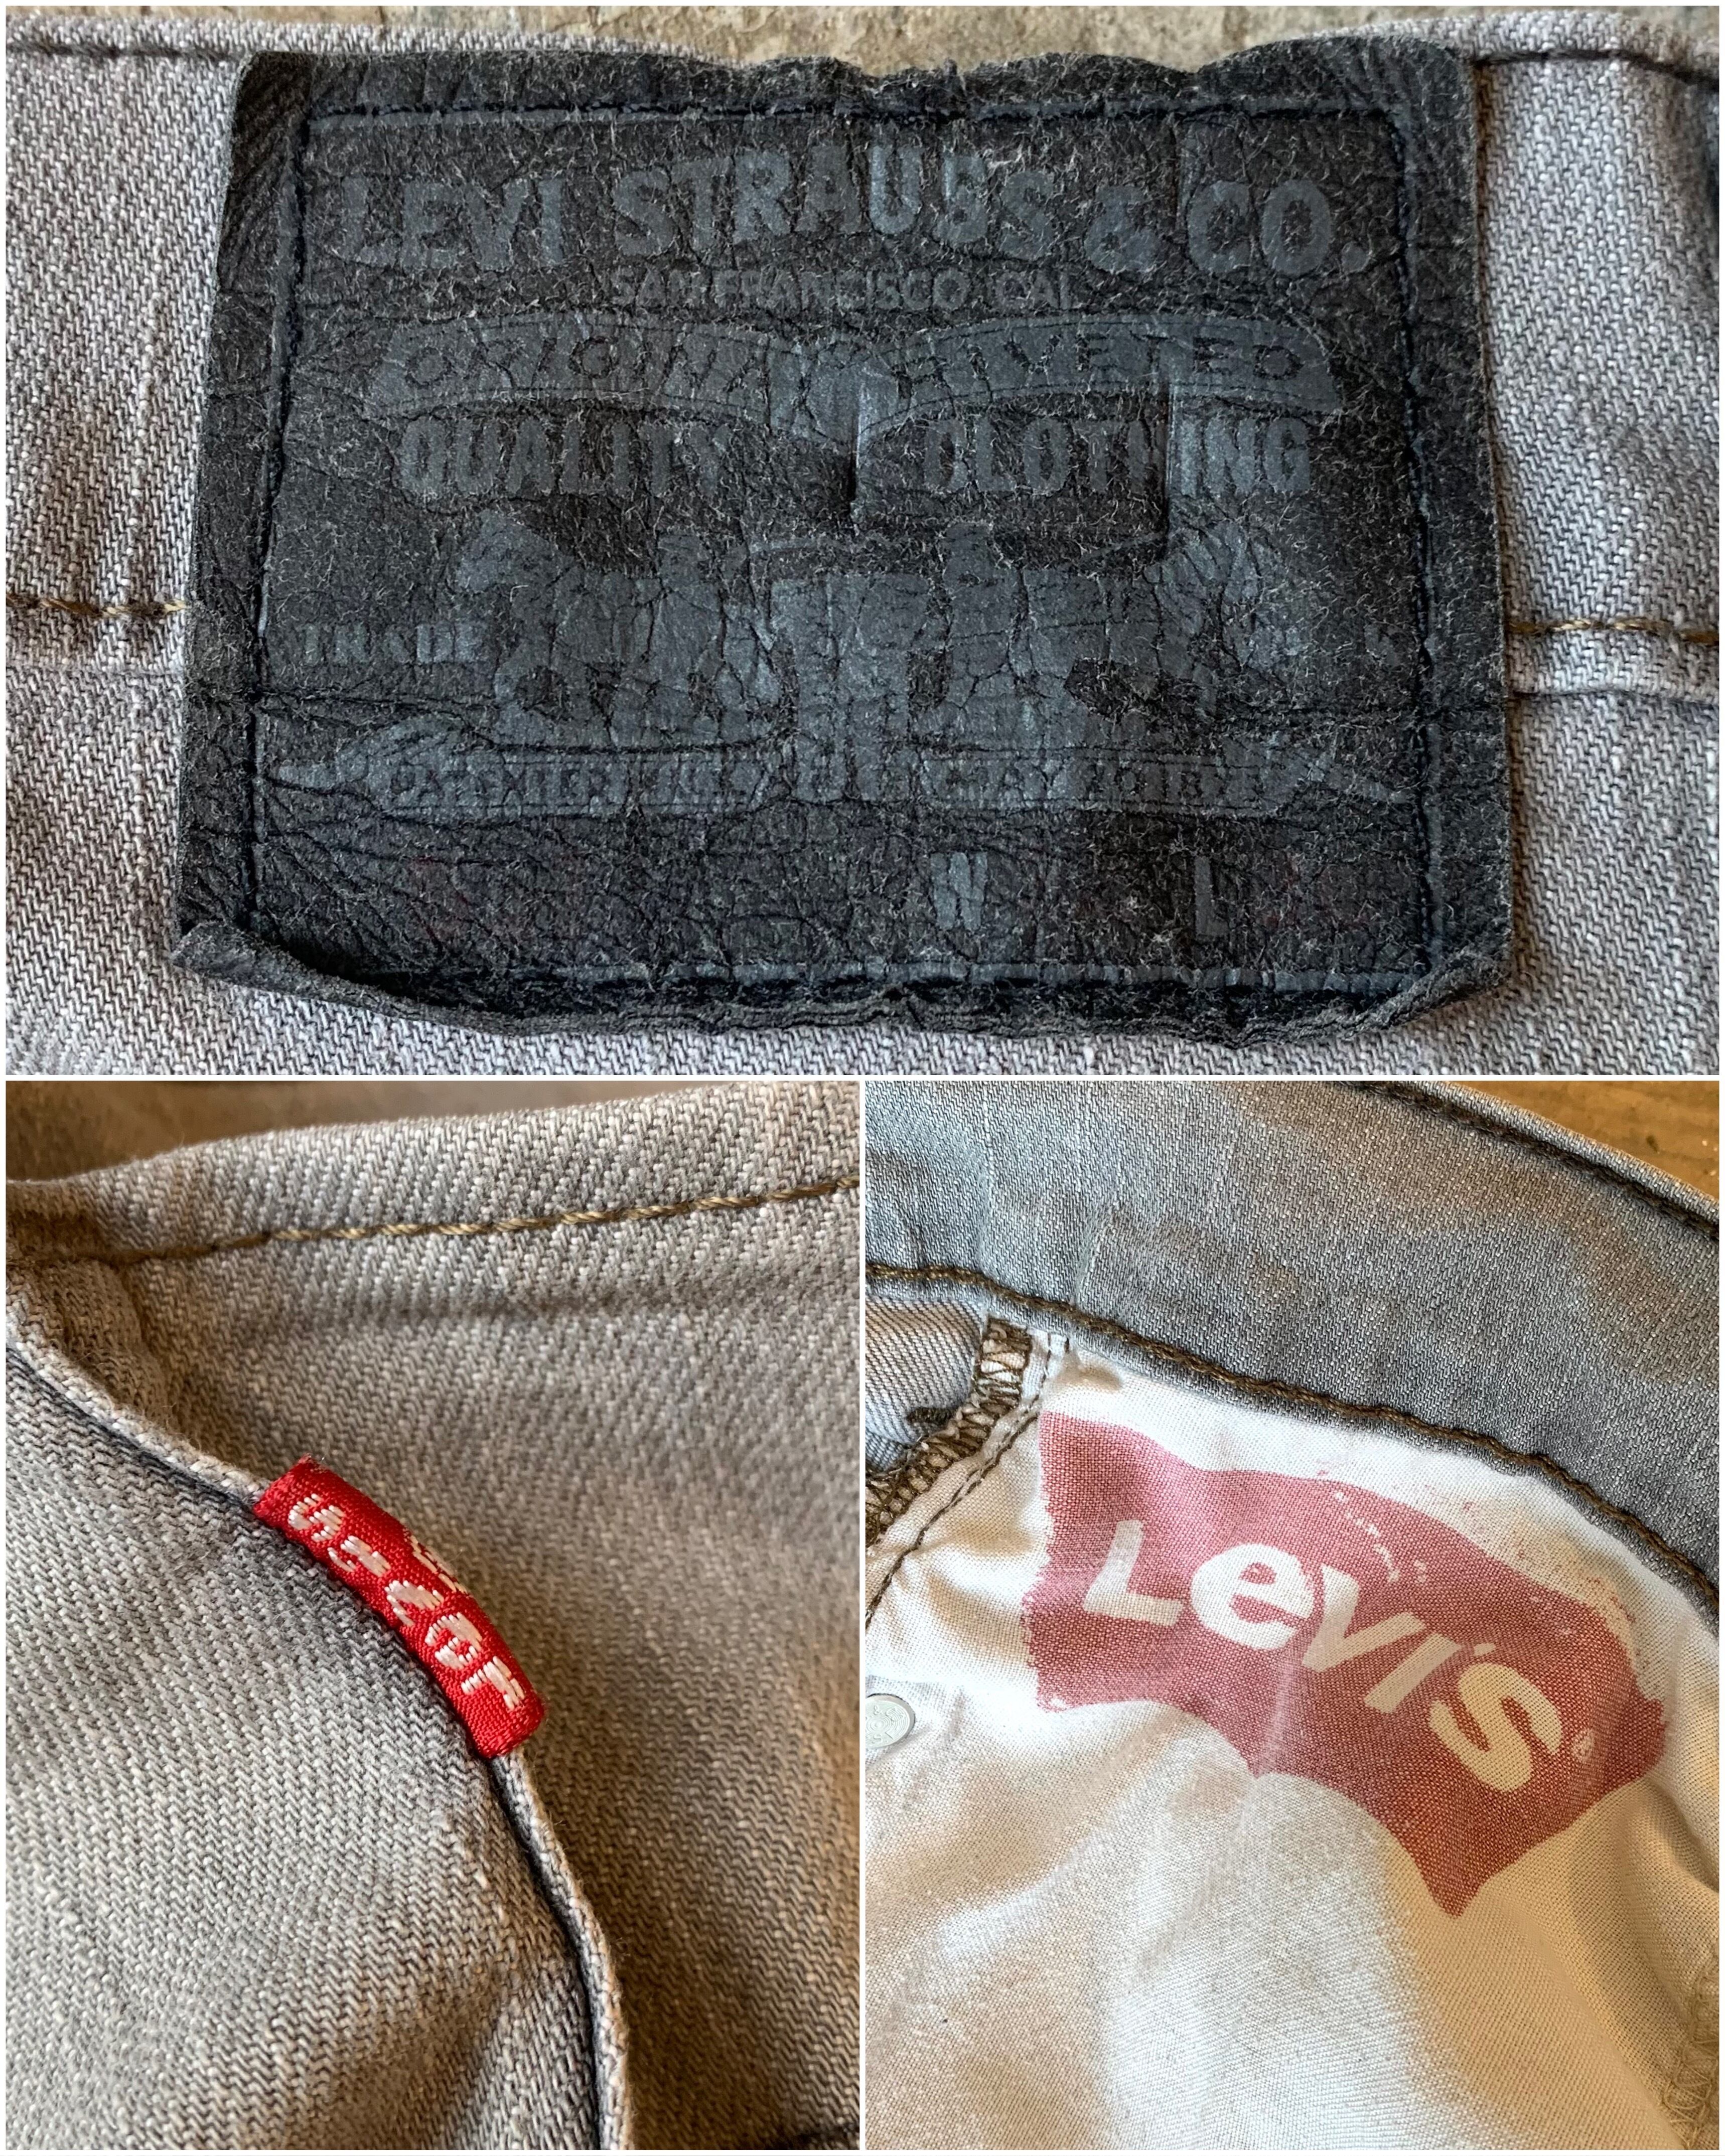 LEVI STRAUSS & CO.
SAN FRANCISCO CAL
ORIGINAL RIVETED
QUALITY CLOTHING
W L
LEVI'S
Levi's